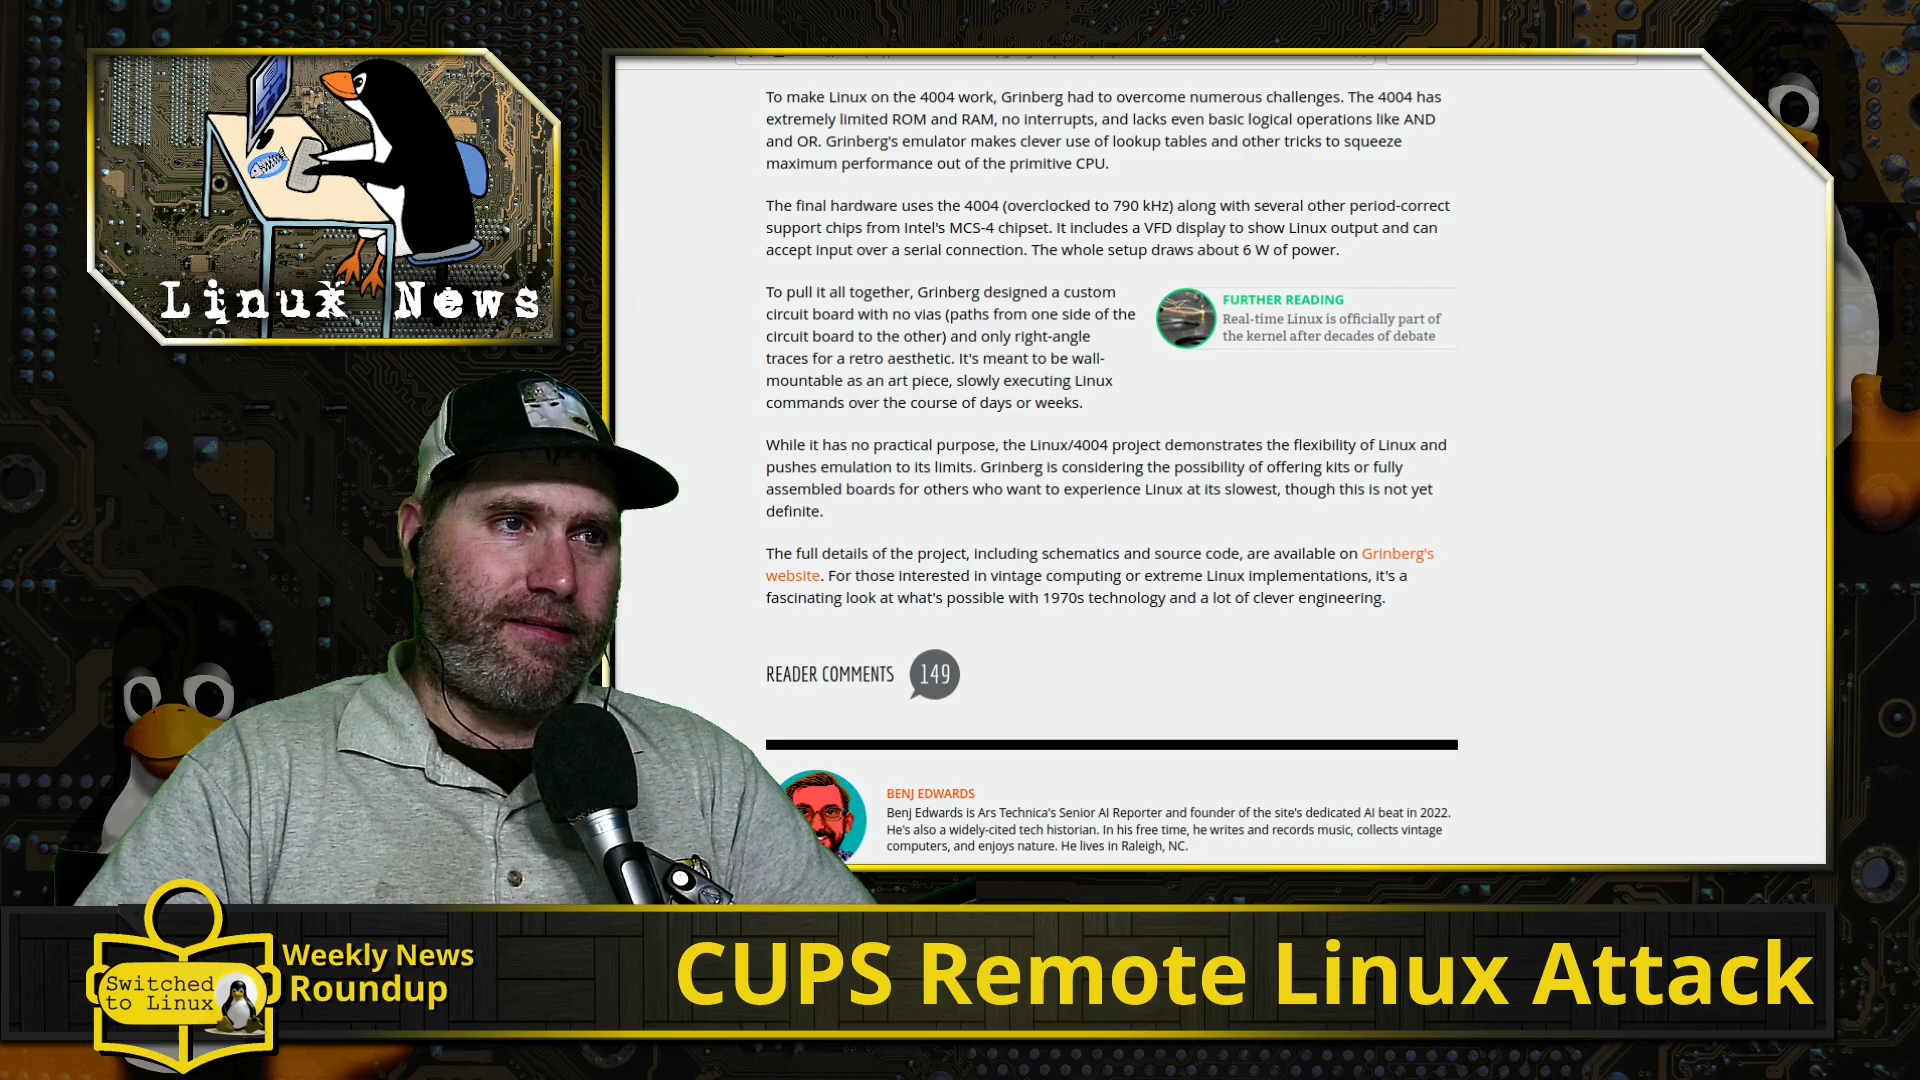 Linux News
To make Linux on the 4004 work, Grinberg had to overcome numerous challenges. The 4004 has
extremely limited ROM and RAM, no interrupts, and lacks even basic logical operations like AND
and OR. Grinberg's emulator makes clever use of lookup tables and other tricks to squeeze
maximum performance out of the primitive CPU.
The final hardware uses the 4004 (overclocked to 790 kHz) along with several other period-correct
support chips from Intel's MCS-4 chipset. It includes a VFD display to show Linux output and can
accept input over a serial connection. The whole setup draws about 6 W of power.
To pull it all together, Grinberg designed a custom
circuit board with no vias (paths from one side of the
circuit board to the other) and only right-angle
traces for a retro aesthetic. It's meant to be wall-
mountable as an art piece, slowly executing Linux
commands over the course of days or weeks.
FURTHER READING
Real-time Linux is officially part of
the kernel after decades of debate
While it has no practical purpose, the Linux/4004 project demonstrates the flexibility of Linux and
pushes emulation to its limits. Grinberg is considering the possibility of offering kits or fully
assembled boards for others who want to experience Linux at its slowest, though this is not yet
definite.
The full details of the project, including schematics and source code, are available on Grinberg's
website. For those interested in vintage computing or extreme Linux implementations, it's a
fascinating look at what's possible with 1970s technology and a lot of clever engineering.
READER COMMENTS 149
BENJ EDWARDS
Benj Edwards is Ars Technica's Senior AI Reporter and founder of the site's dedicated AI beat in 2022.
He's also a widely-cited tech historian. In his free time, he writes and records music, collects vintage
computers, and enjoys nature. He lives in Raleigh, NC.
Switched
to Linux
Weekly News
Roundup
CUPS Remote Linux Attack